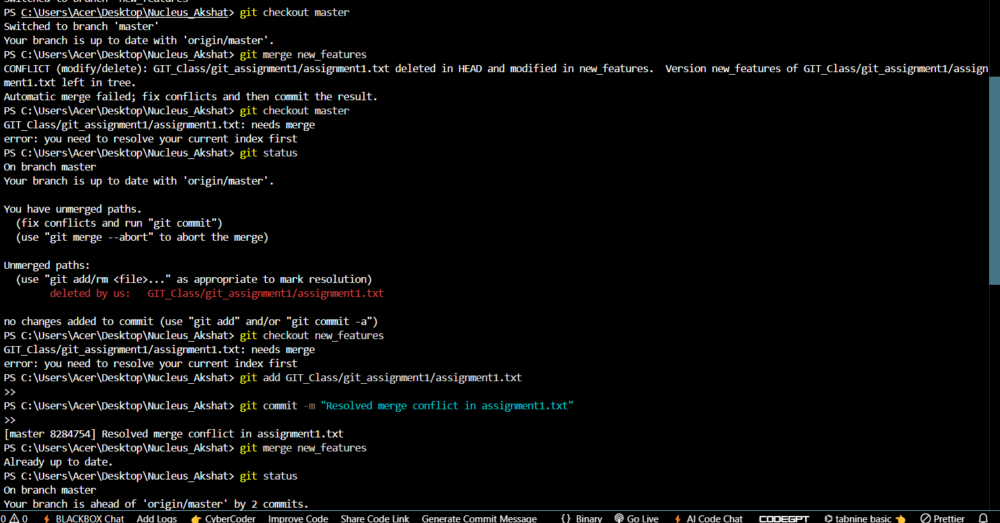 Switched to branch 'new_features'
PS C:\Users\Acer\Desktop\Nucleus_Akshat> git checkout master
Switched to branch 'master'
Your branch is up to date with 'origin/master'.
PS C:\Users\Acer\Desktop\Nucleus_Akshat> git merge new_features
CONFLICT (modify/delete): GIT_Class/git_assignment1/assignment1.txt deleted in HEAD and modified in new_features.  Version new_features of GIT_Class/git_assignment1/assign
ment1.txt left in tree.
Automatic merge failed; fix conflicts and then commit the result.
PS C:\Users\Acer\Desktop\Nucleus_Akshat> git checkout master
GIT_Class/git_assignment1/assignment1.txt: needs merge
error: you need to resolve your current index first
PS C:\Users\Acer\Desktop\Nucleus_Akshat> git status
On branch master
Your branch is up to date with 'origin/master'.
You have unmerged paths.
  (fix conflicts and run "git commit")
  (use "git merge --abort" to abort the merge)
Unmerged paths:
  (use "git add/rm <file>..." as appropriate to mark resolution)
        deleted by us:   GIT_Class/git_assignment1/assignment1.txt
no changes added to commit (use "git add" and/or "git commit -a")
PS C:\Users\Acer\Desktop\Nucleus_Akshat> git checkout new_features
GIT_Class/git_assignment1/assignment1.txt: needs merge
error: you need to resolve your current index first
PS C:\Users\Acer\Desktop\Nucleus_Akshat> git add GIT_Class/git_assignment1/assignment1.txt
>>
PS C:\Users\Acer\Desktop\Nucleus_Akshat> git commit -m "Resolved merge conflict in assignment1.txt"
>>
[master 8284754] Resolved merge conflict in assignment1.txt
PS C:\Users\Acer\Desktop\Nucleus_Akshat> git merge new_features
Already up to date.
PS C:\Users\Acer\Desktop\Nucleus_Akshat> git status
On branch master
Your branch is ahead of 'origin/master' by 2 commits.
0 0 BLACKBOX Chat Add Logs CyberCoder Improve Code Share Code Link Generate Commit Message {} Binary Go Live AI Code Chat CODEGPT tabnine basic Prettier